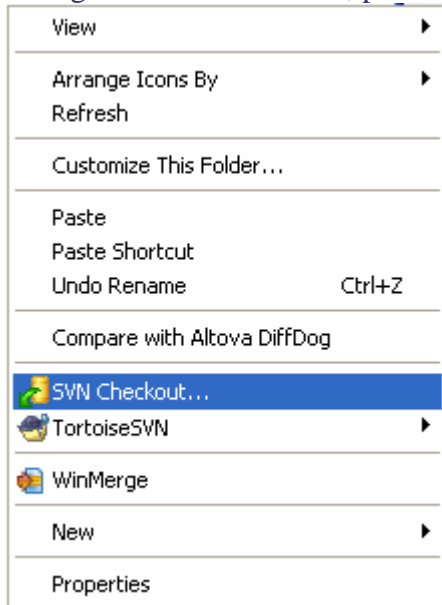 View
Arrange Icons By
Refresh
Customize This Folder...
Paste
Paste Shortcut
Undo Rename Ctrl+Z
Compare with Altova DiffDog
SVN Checkout...
TortoiseSVN
WinMerge
New
Properties